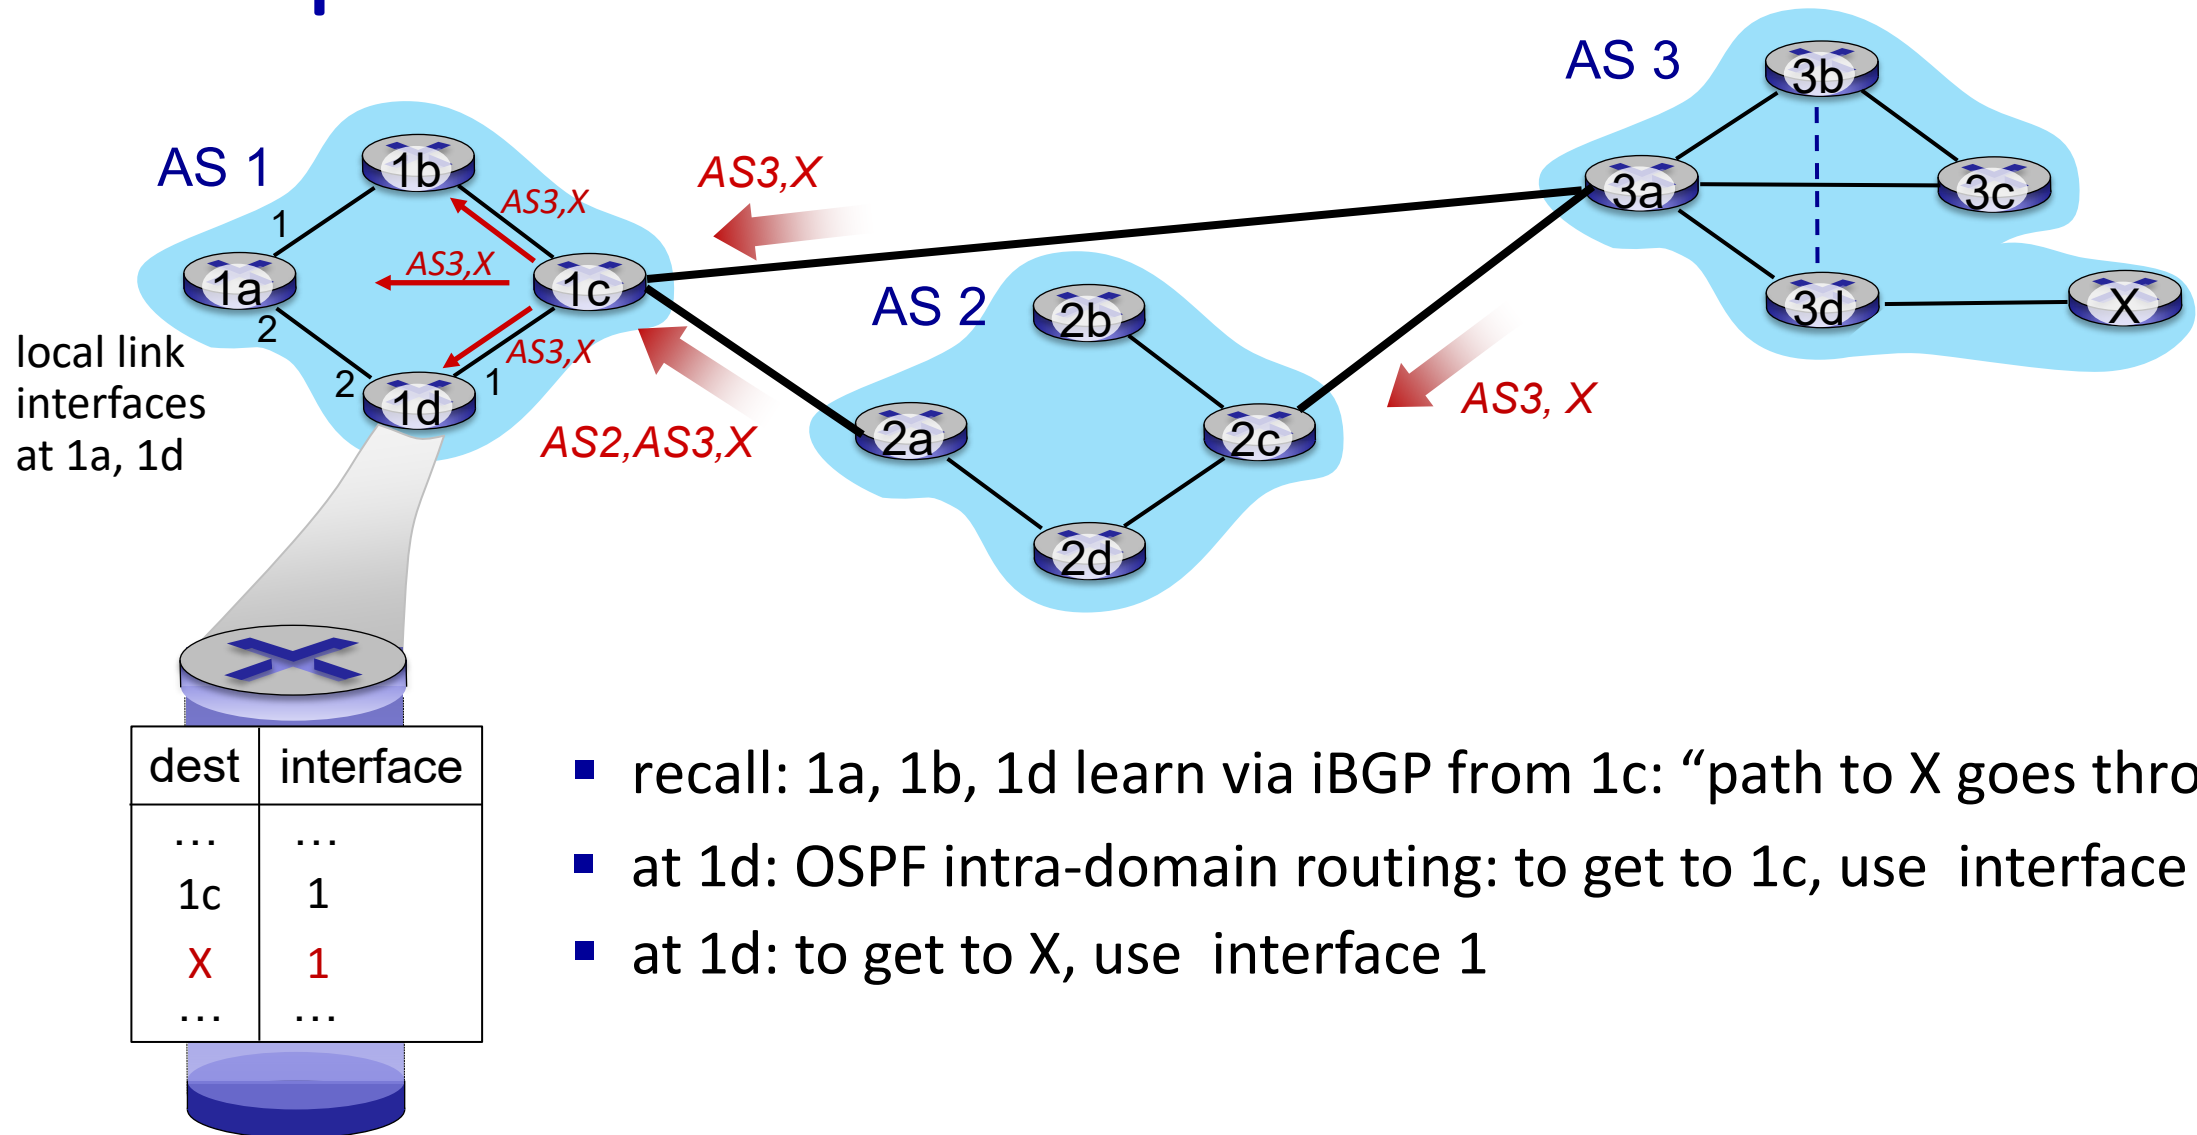 AS 3
3b
AS 1
1b
AS3,X
AS3,X
3a
3c
1
AS3,X
1a
1c
AS 2
2b
3d
X
2
local link
interfaces
at 1a, 1d
AS3,X
2
1d
1
AS2,AS3,X
2a
2c
AS3, X
2d
dest interface
... ...
1c 1
X 1
... ...
▪ recall: 1a, 1b, 1d learn via iBGP from 1c: “path to X goes
▪ at 1d: OSPF intra-domain routing: to get to 1c, use interface
▪ at 1d: to get to X, use interface 1